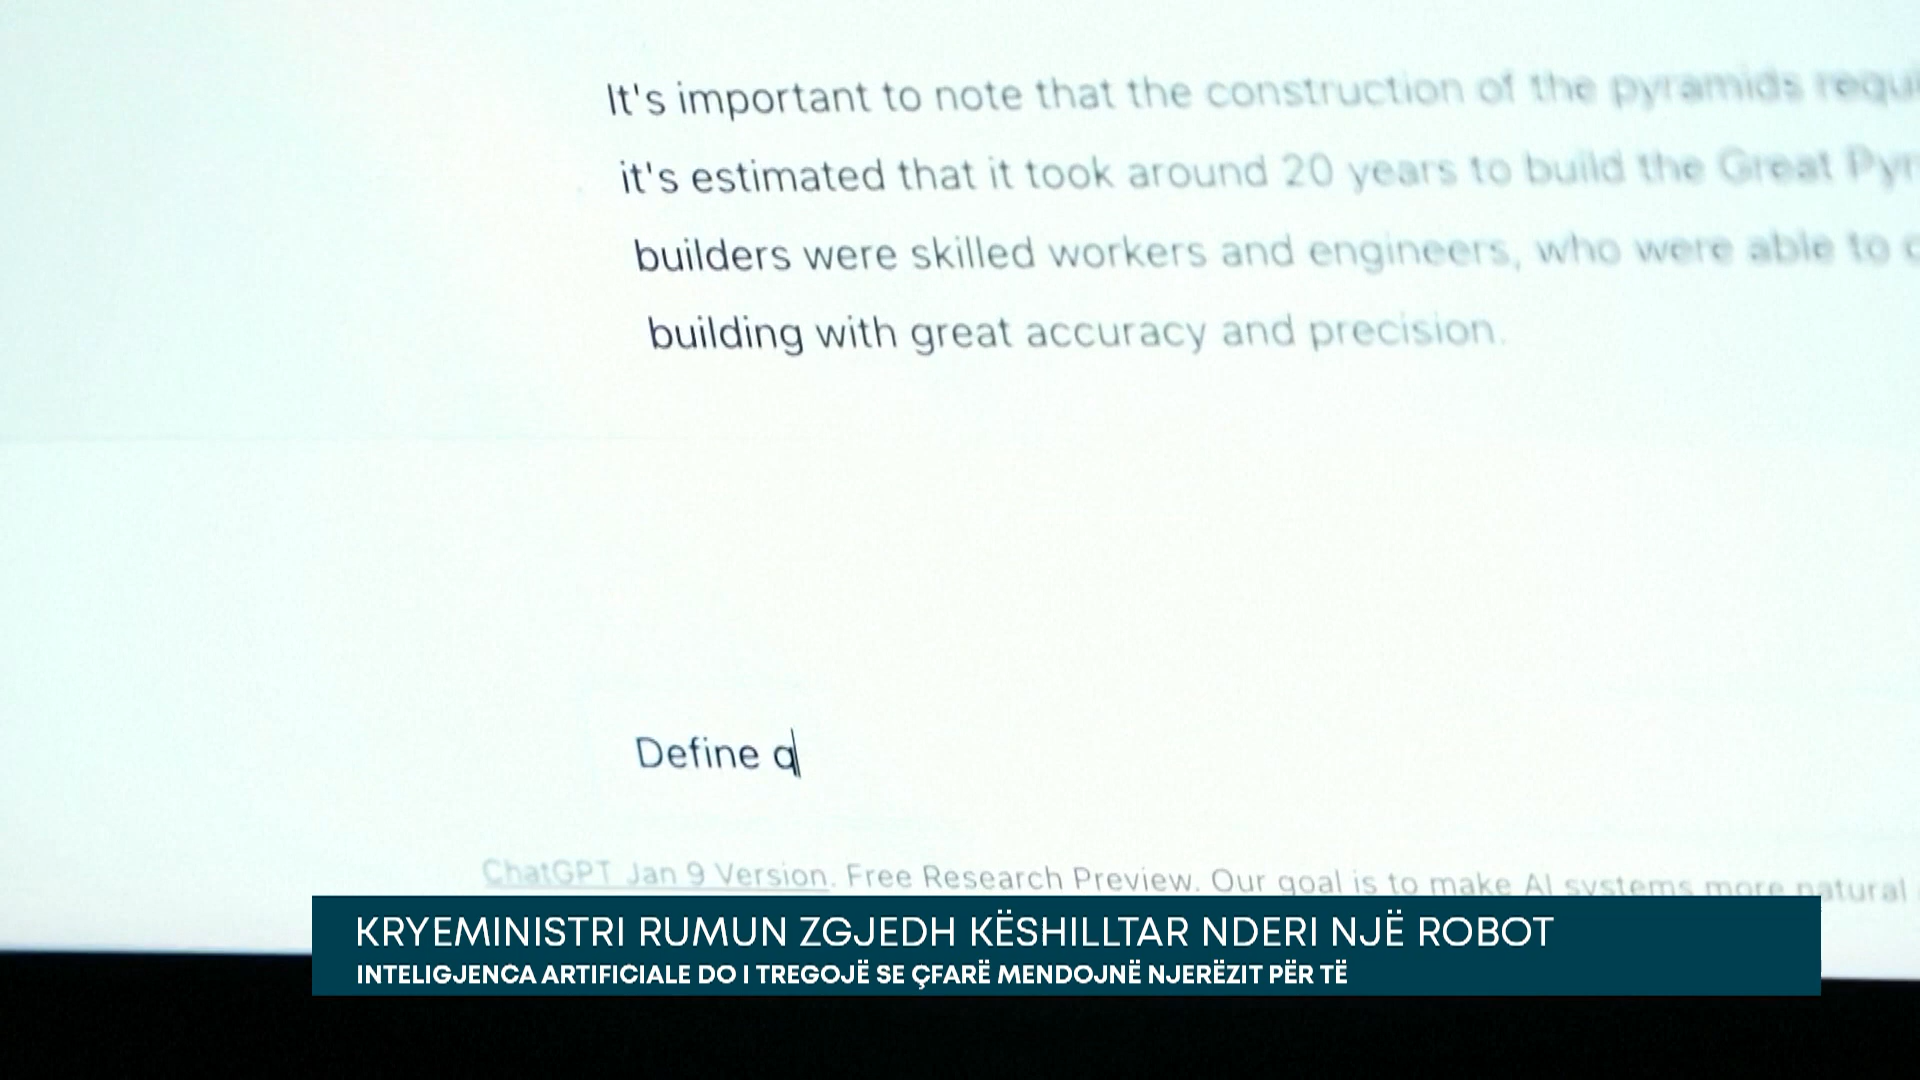 It's important to note that the construction of the pyramids
it's estimated that it took around 20 years to build the Great
builders were skilled workers and engineers, who were able to
building with great accuracy and precision.
Define q
ChatGPT Jan 9 Version. Free Research Preview. Our goal is to make AI systems more natural
KRYEMINISTRI RUMUN ZGJEDH KËSHILLTAR NDERI NJË ROBOT
INTELIGJENCA ARTIFICIALE DO I TREGOJË SE ÇFARË MENDOJNË NJERËZIT PËR TË